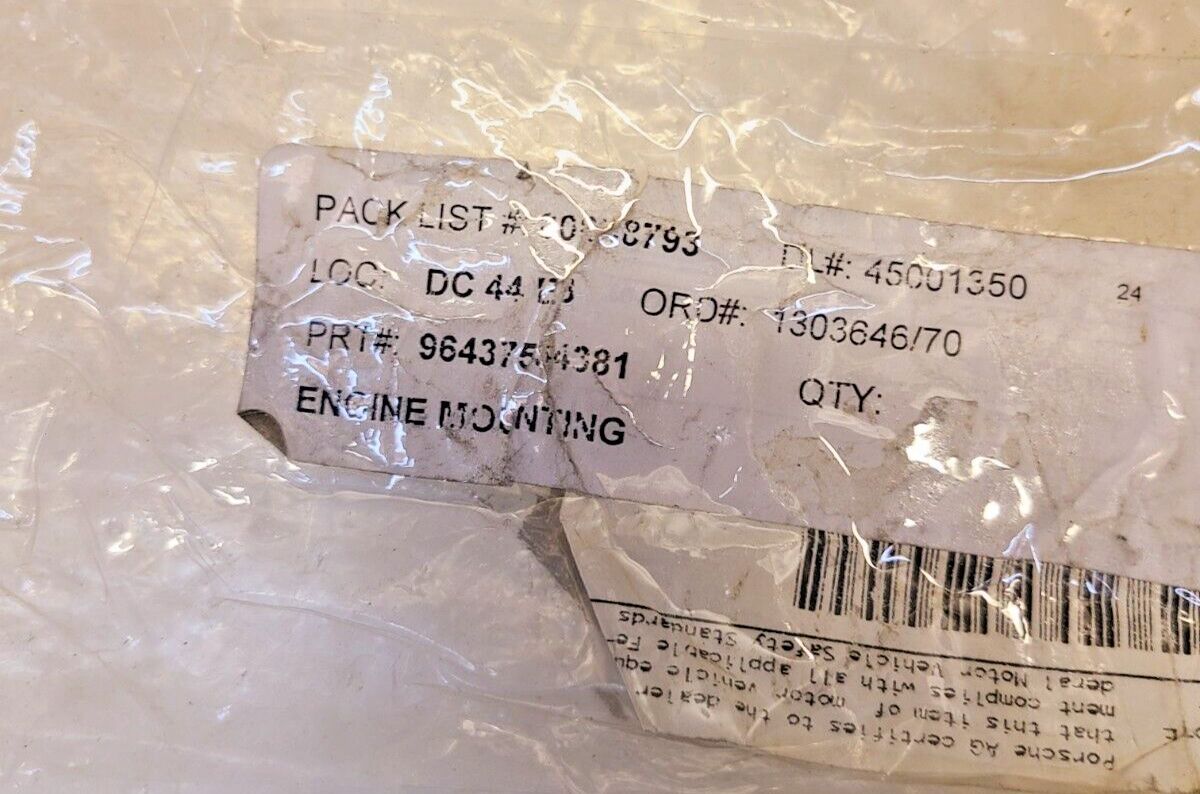 PACK LIST #:
DL#: 45001350
24
LOC: DC 44
ORD#: 1303646/70
PRT#:
QTY:
ENGINE MOUNTING
Porsche AG certifies to the dealer
that this item of motor vehicle equ
ment complies with all applicable Fe-
deral Motor Vehicle Safety Standards